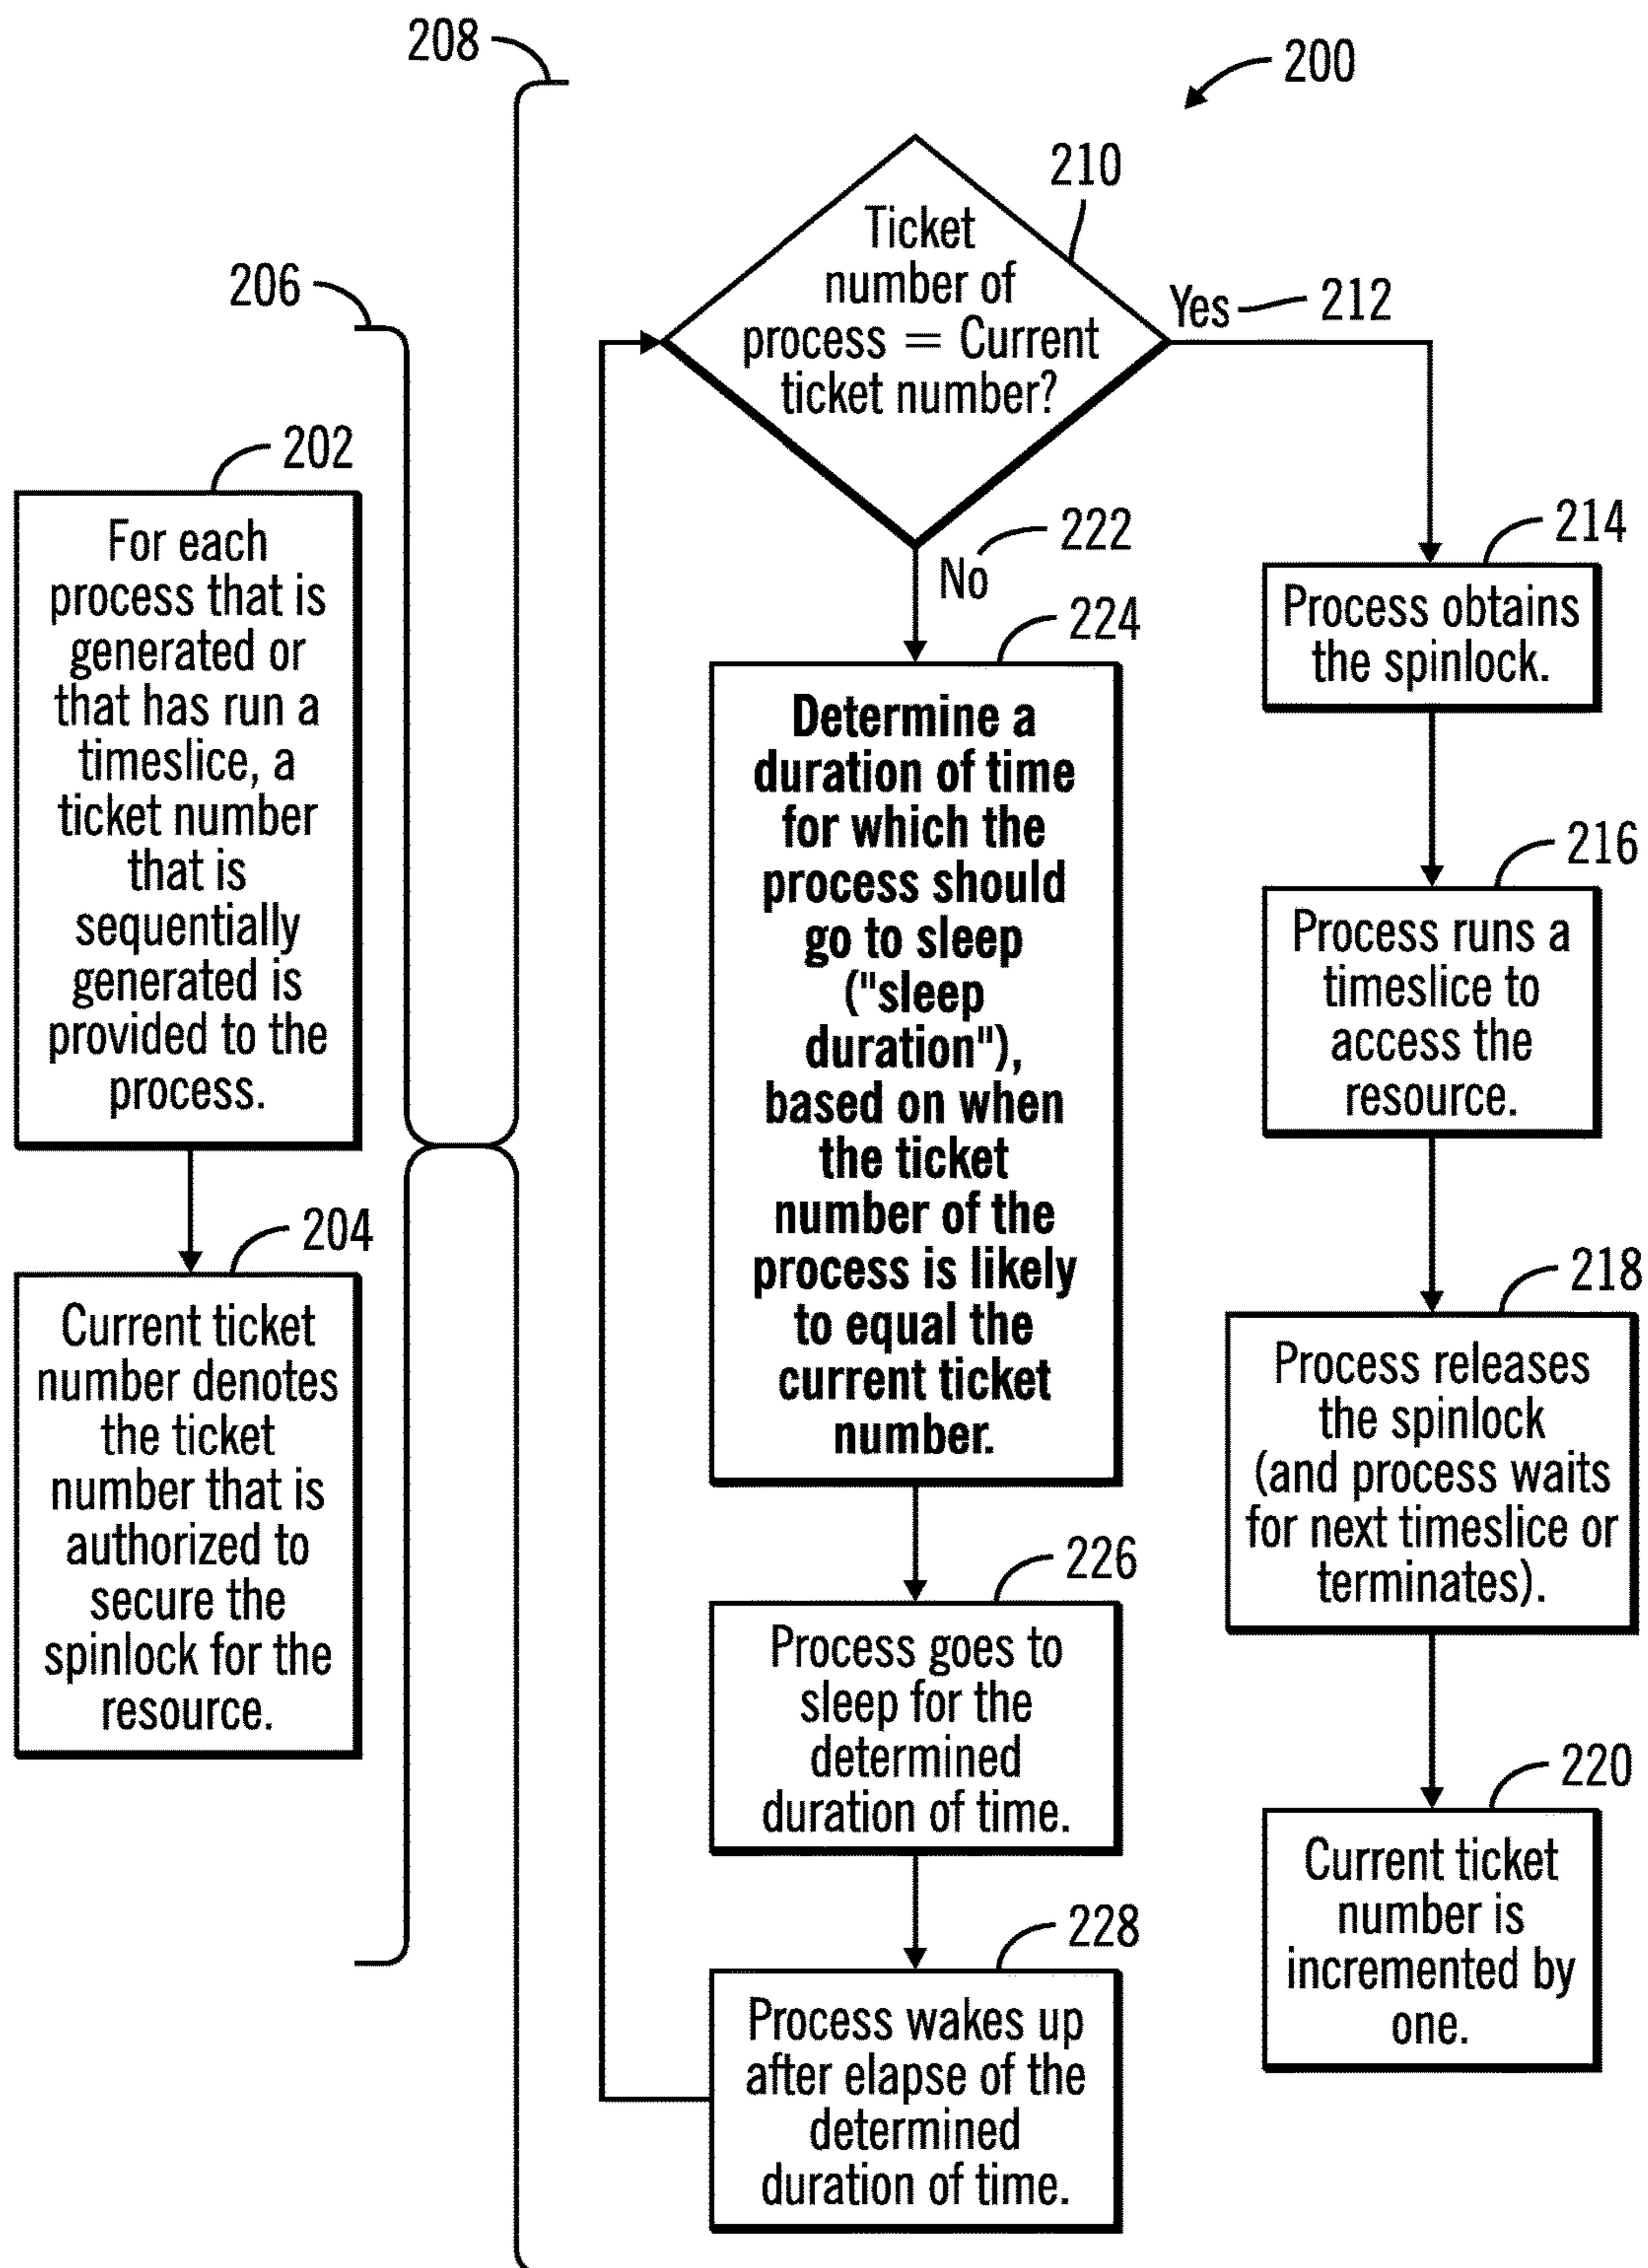 208
200
210
Ticket
number of
process = Current
ticket number?
206
Yes
212
202
For each
process that is
generated or
that has run a
timeslice, a
ticket number
that is
sequentially
generated is
provided to the
process.
204
Current ticket
number denotes
the ticket
number that is
authorized to
secure the
spinlock for the
resource.
222
No
224
Determine a
duration of time
for which the
process should
go to sleep
("sleep
duration"),
based on when
the ticket
number of the
process is likely
to equal the
current ticket
number.
226
Process goes to
sleep for the
determined
duration of time.
228
Process wakes up
after elapse of the
determined
duration of time.
214
Process obtains
the spinlock.
216
Process runs a
timeslice to
access the
resource.
218
Process releases
the spinlock
(and process waits
for next timeslice or
terminates).
220
Current ticket
number is
incremented by
one.